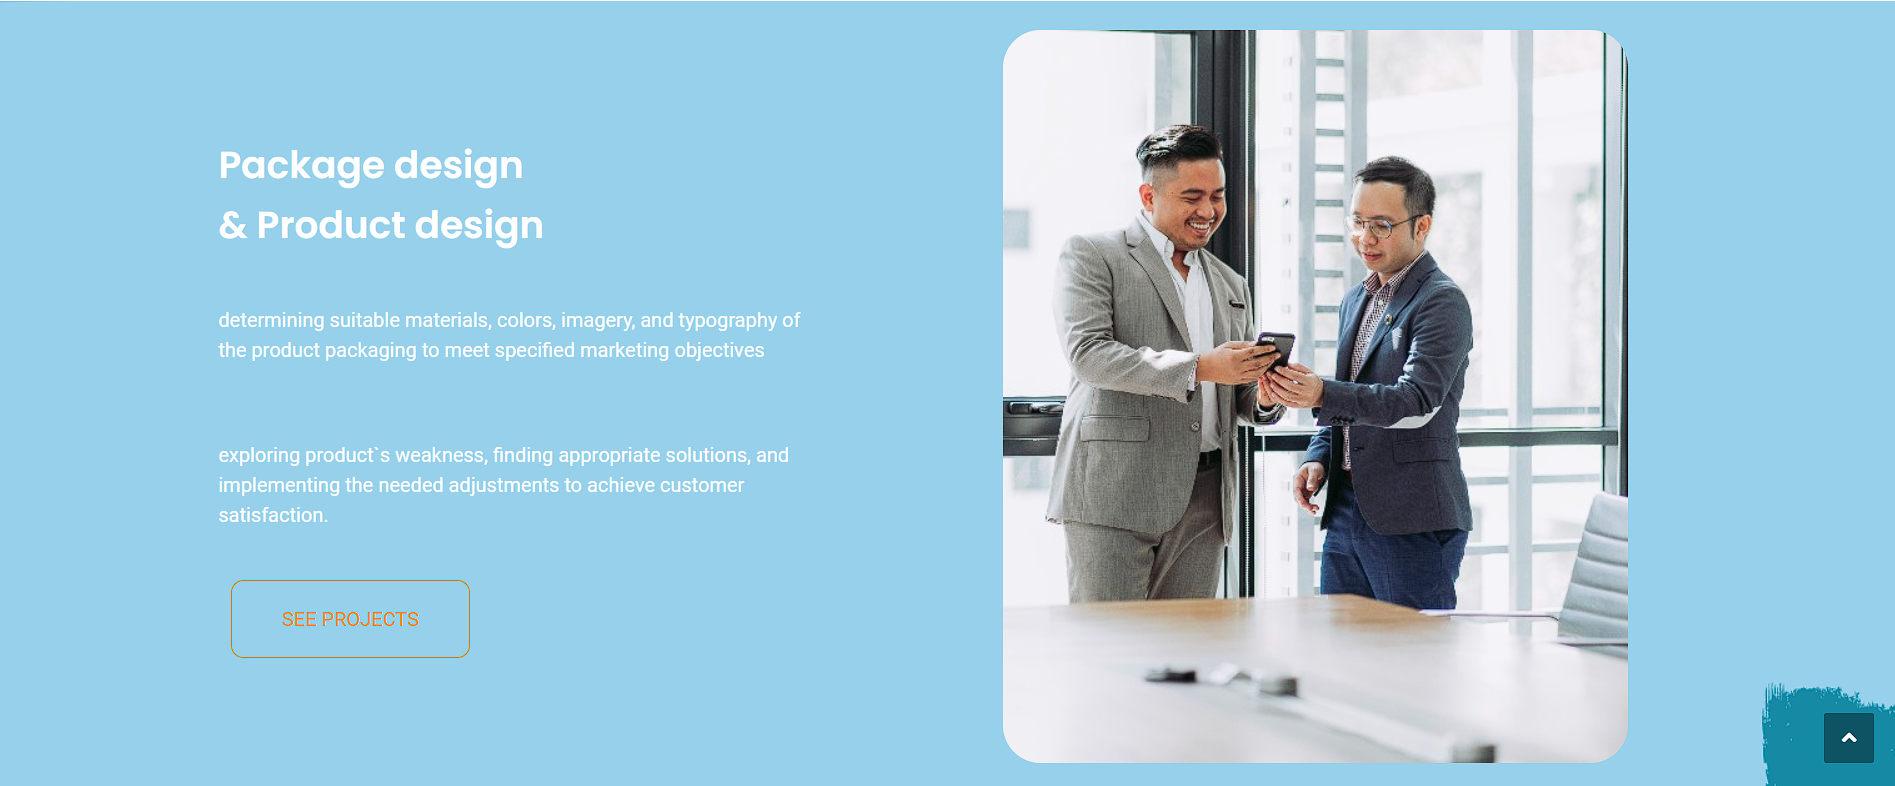 Package design
& Product design
determining suitable materials, colors, imagery, and typography of
the product packaging to meet specified marketing objectives
exploring product`s weakness, finding appropriate solutions, and
implementing the needed adjustments to achieve customer
satisfaction.
SEE PROJECTS